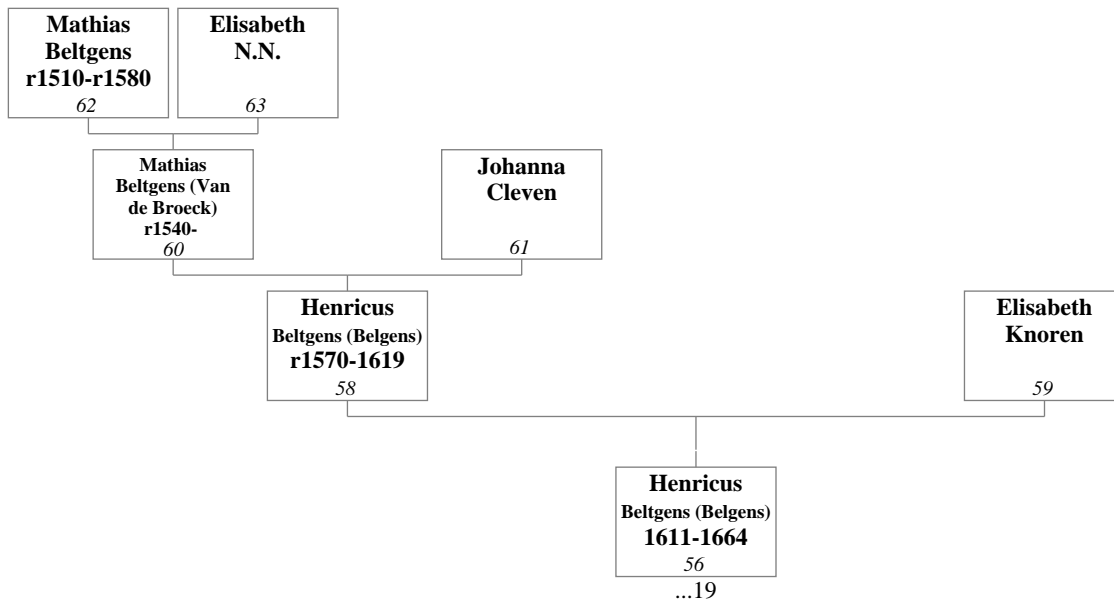 Mathias
Beltgens
r1510-r1580
62
Elisabeth
N.N.
63
Mathias
Beltgens (Van
de Broeck)
r1540-
60
Johanna
Cleven
61
Henricus
Beltgens (Belgens)
r1570-1619
58
Elisabeth
Knoren
59
Henricus
Beltgens (Belgens)
1611-1664
56
...19